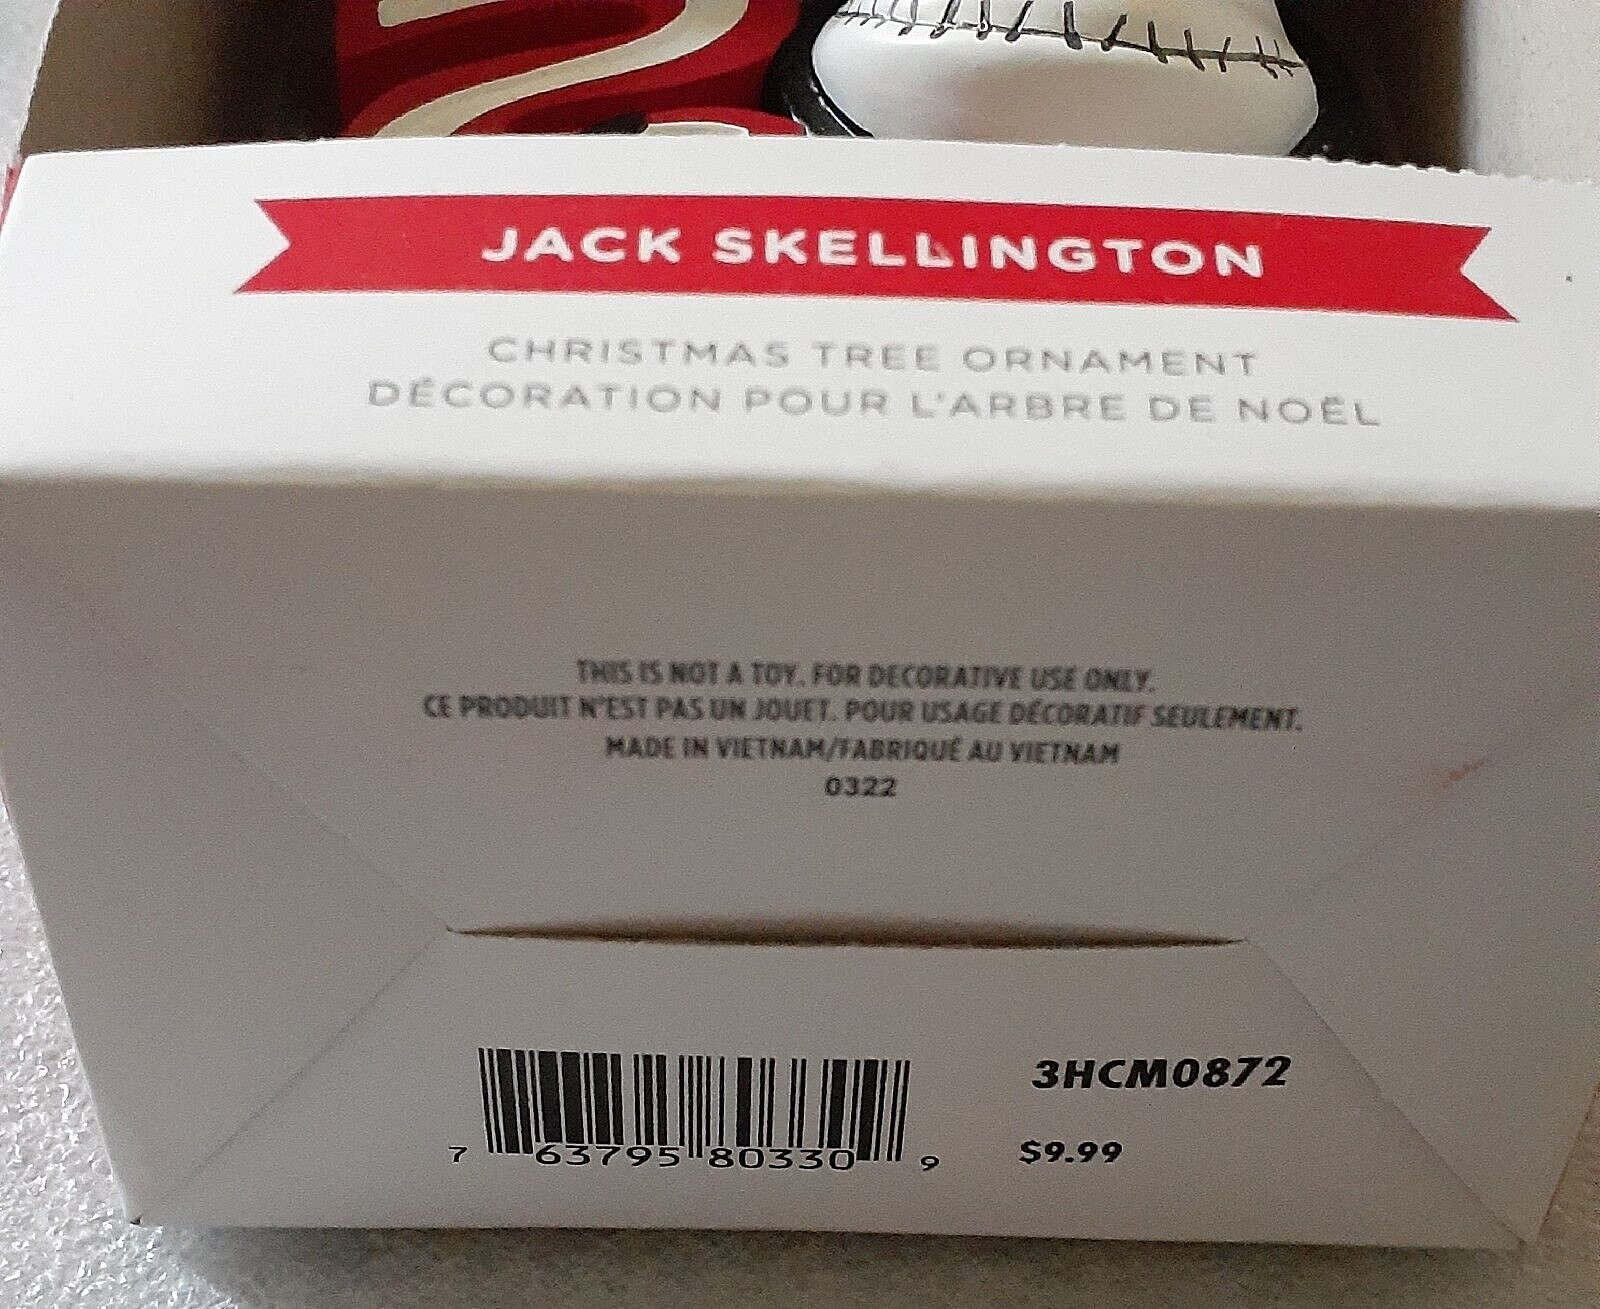 JACK SKELLINGTON
CHRISTMAS TREE ORNAMENT
DÉCORATION POUR L'ARBRE DE NOËL
THIS IS NOT A TOY. FOR DECORATIVE USE ONLY.
CE PRODUIT N'EST PAS UN JOUET. POUR USAGE DÉCORATIF SEULEMENT.
MADE IN VIETNAM/FABRIQUÉ AU VIETNAM
0322
3HCM0872
7 63795 80330 9
$9.99